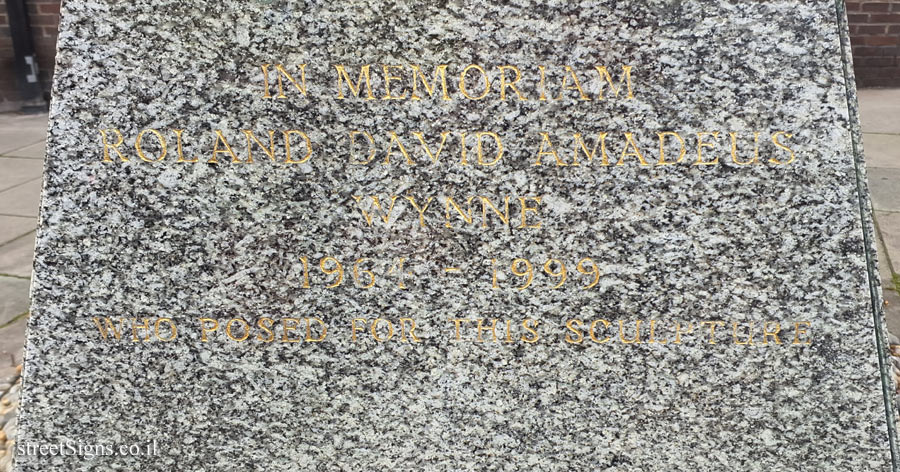 IN MEMORIAM
ROLAND DAVID AMADEUS
WYNNE
1964 - 1999
WHO POSED FOR THIS SCULPTURE
streetSigns.co.il